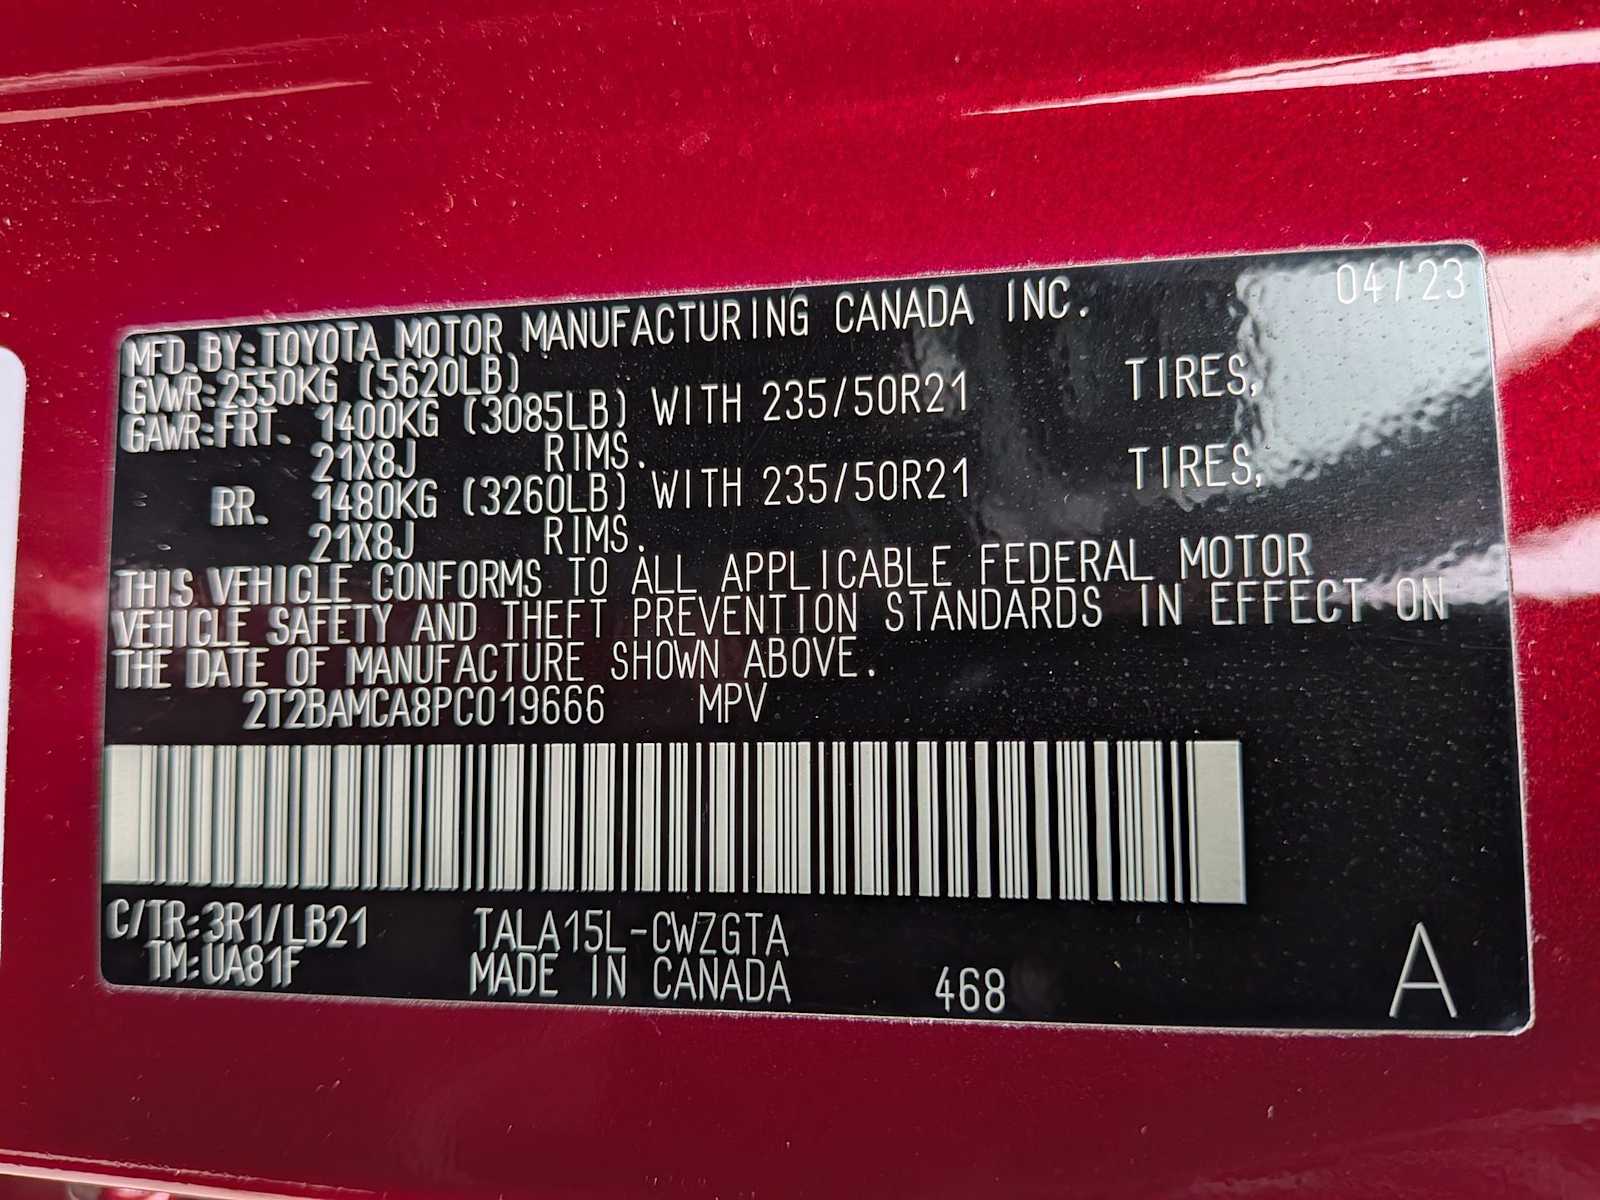 04/23
MFD.BY:TOYOTA MOTOR MANUFACTURING CANADA INC.
GVWR:2550KG (5620LB)
GAWR:FRT. 1400KG (3085LB) WITH 235/50R21 TIRES,
21X8J RIMS.
RR. 1480KG (3260LB) WITH 235/50R21 TIRES,
21X8J RIMS.
THIS VEHICLE CONFORMS TO ALL APPLICABLE FEDERAL MOTOR
VEHICLE SAFETY AND THEFT PREVENTION STANDARDS IN EFFECT ON
THE DATE OF MANUFACTURE SHOWN ABOVE.
2T2BAMCA8PC019666 MPV
C/TR:3R1/LB21 TALA15L-CWZGTA
TM:UA81F MADE IN CANADA 468 A